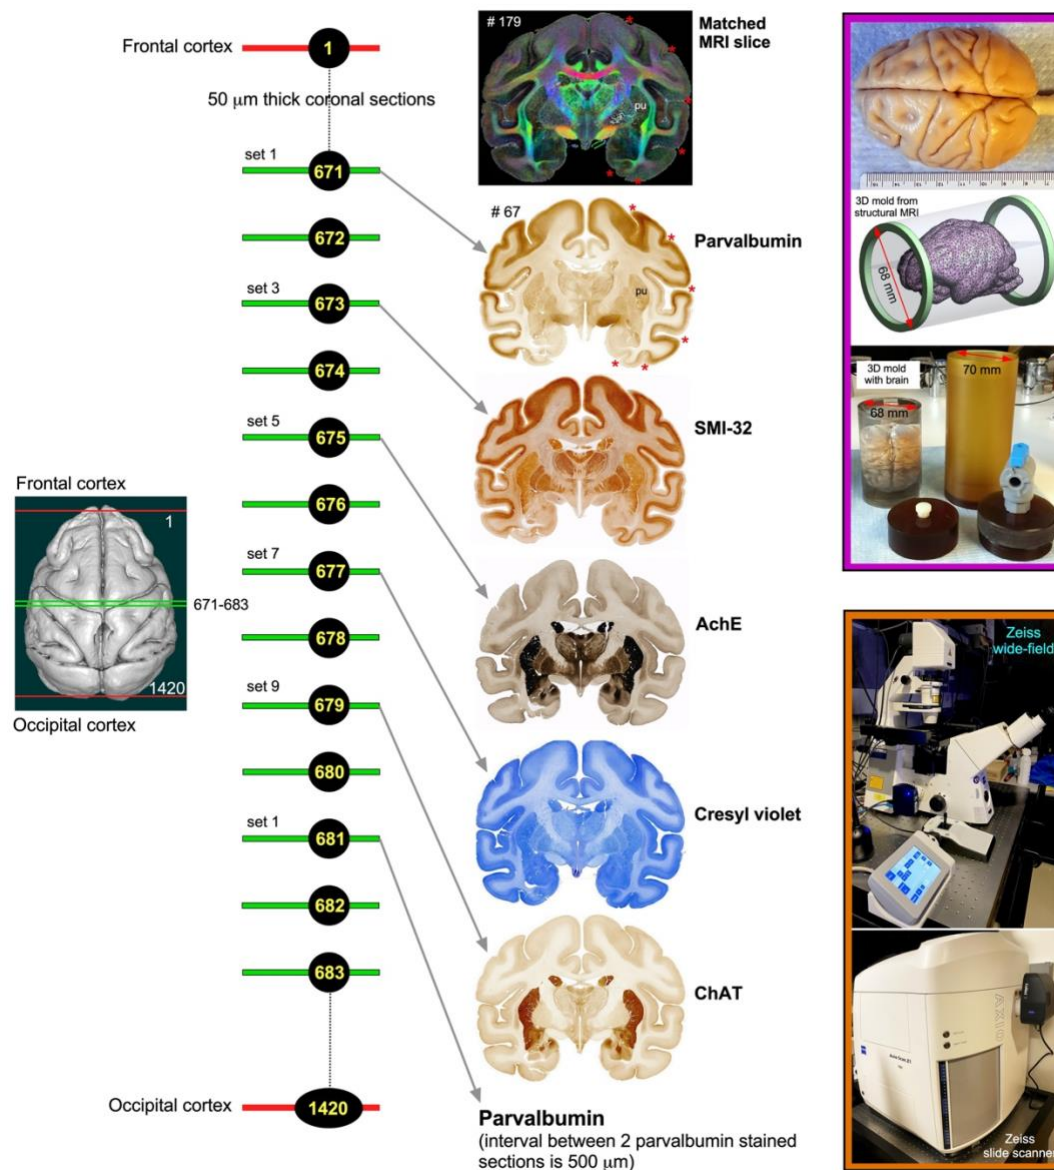 Frontal cortex
1
50 μm thick coronal sections
set 1
671
672
set 3
673
674
set 5
675
676
set 7
677
678
set 9
679
680
set 1
681
682
683
Occipital cortex
1420
Frontal cortex
1
671-683
1420
Occipital cortex
# 179
Matched
MRI slice
pu
# 67
Parvalbumin
pu
SMI-32
AchE
Cresyl violet
ChAT
Parvalbumin
(interval between 2 parvalbumin stained
sections is 500 μm)
3D mold from
structural MRI
68 mm
3D mold
with brain
68 mm
70 mm
Zeiss
wide-field
AXIO
Zeiss
slide scanner